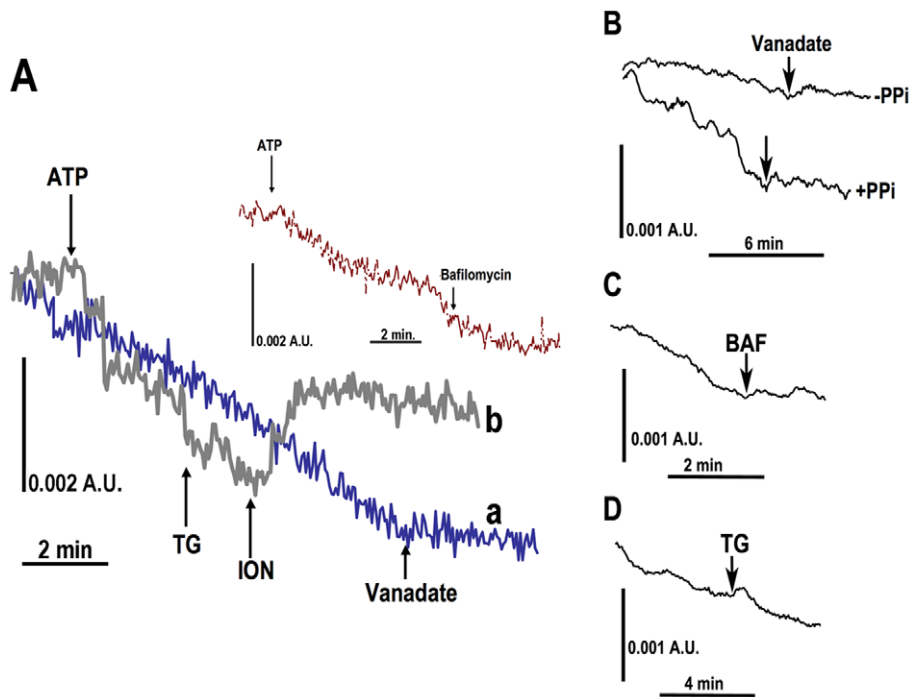 A
ATP
TG
ION
Vanadate
a
b
0.002 A.U.
2 min
ATP
Bafilomycin
0.002 A.U.
2 min.
B
Vanadate
-PPi
+PPi
0.001 A.U.
6 min
C
BAF
0.001 A.U.
2 min
D
TG
0.001 A.U.
4 min